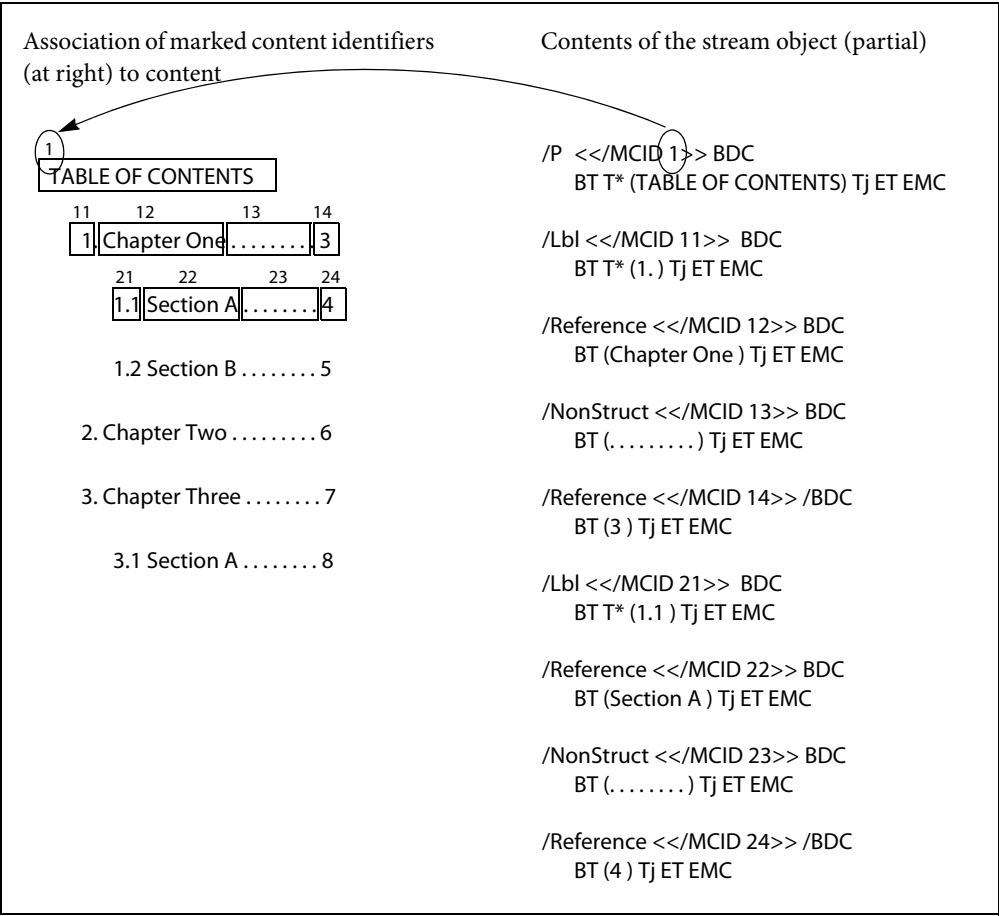 Association of marked content identifiers
(at right) to content
1
TABLE OF CONTENTS
11 12 13 14
1. Chapter One . . . . . . . . . 3
21 22 23 24
1.1 Section A . . . . . . . . 4
1.2 Section B . . . . . . . . 5
2. Chapter Two . . . . . . . . . 6
3. Chapter Three . . . . . . . . 7
3.1 Section A . . . . . . . . 8
Contents of the stream object (partial)
/P <</MCID 1>> BDC
BT T* (TABLE OF CONTENTS) Tj ET EMC
/Lbl <</MCID 11>> BDC
BT T* (1. ) Tj ET EMC
/Reference <</MCID 12>> BDC
BT (Chapter One ) Tj ET EMC
/NonStruct <</MCID 13>> BDC
BT (. . . . . . . . . ) Tj ET EMC
/Reference <</MCID 14>> /BDC
BT (3 ) Tj ET EMC
/Lbl <</MCID 21>> BDC
BT T* (1.1 ) Tj ET EMC
/Reference <</MCID 22>> BDC
BT (Section A ) Tj ET EMC
/NonStruct <</MCID 23>> BDC
BT (. . . . . . . . ) Tj ET EMC
/Reference <</MCID 24>> /BDC
BT (4 ) Tj ET EMC